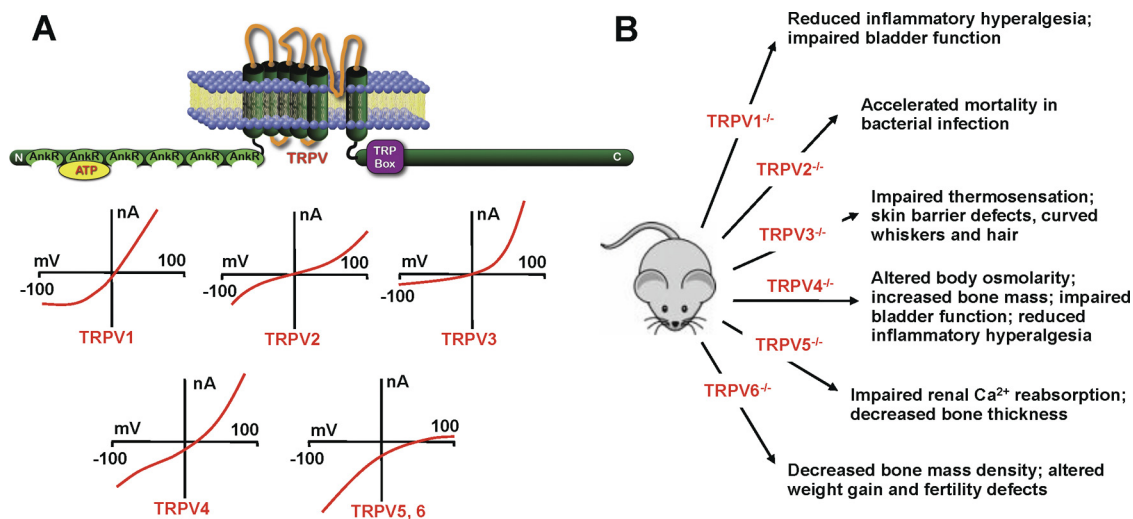 A
N
AnkR
AnkR
AnkR
AnkR
AnkR
AnkR
ATP
TRPV
TRP
Box
C
nA
mV
100
-100
TRPV1
nA
mV
100
-100
TRPV2
nA
mV
100
-100
TRPV3
nA
mV
100
-100
TRPV4
nA
mV
100
-100
TRPV5, 6
B
Reduced inflammatory hyperalgesia;
impaired bladder function
TRPV1-/-
Accelerated mortality in
bacterial infection
TRPV2-/-
Impaired thermosensation;
skin barrier defects, curved
whiskers and hair
TRPV3-/-
Altered body osmolarity;
increased bone mass; impaired
bladder function; reduced
inflammatory hyperalgesia
TRPV4-/-
TRPV5-/-
Impaired renal Ca2+ reabsorption;
decreased bone thickness
TRPV6-/-
Decreased bone mass density; altered
weight gain and fertility defects